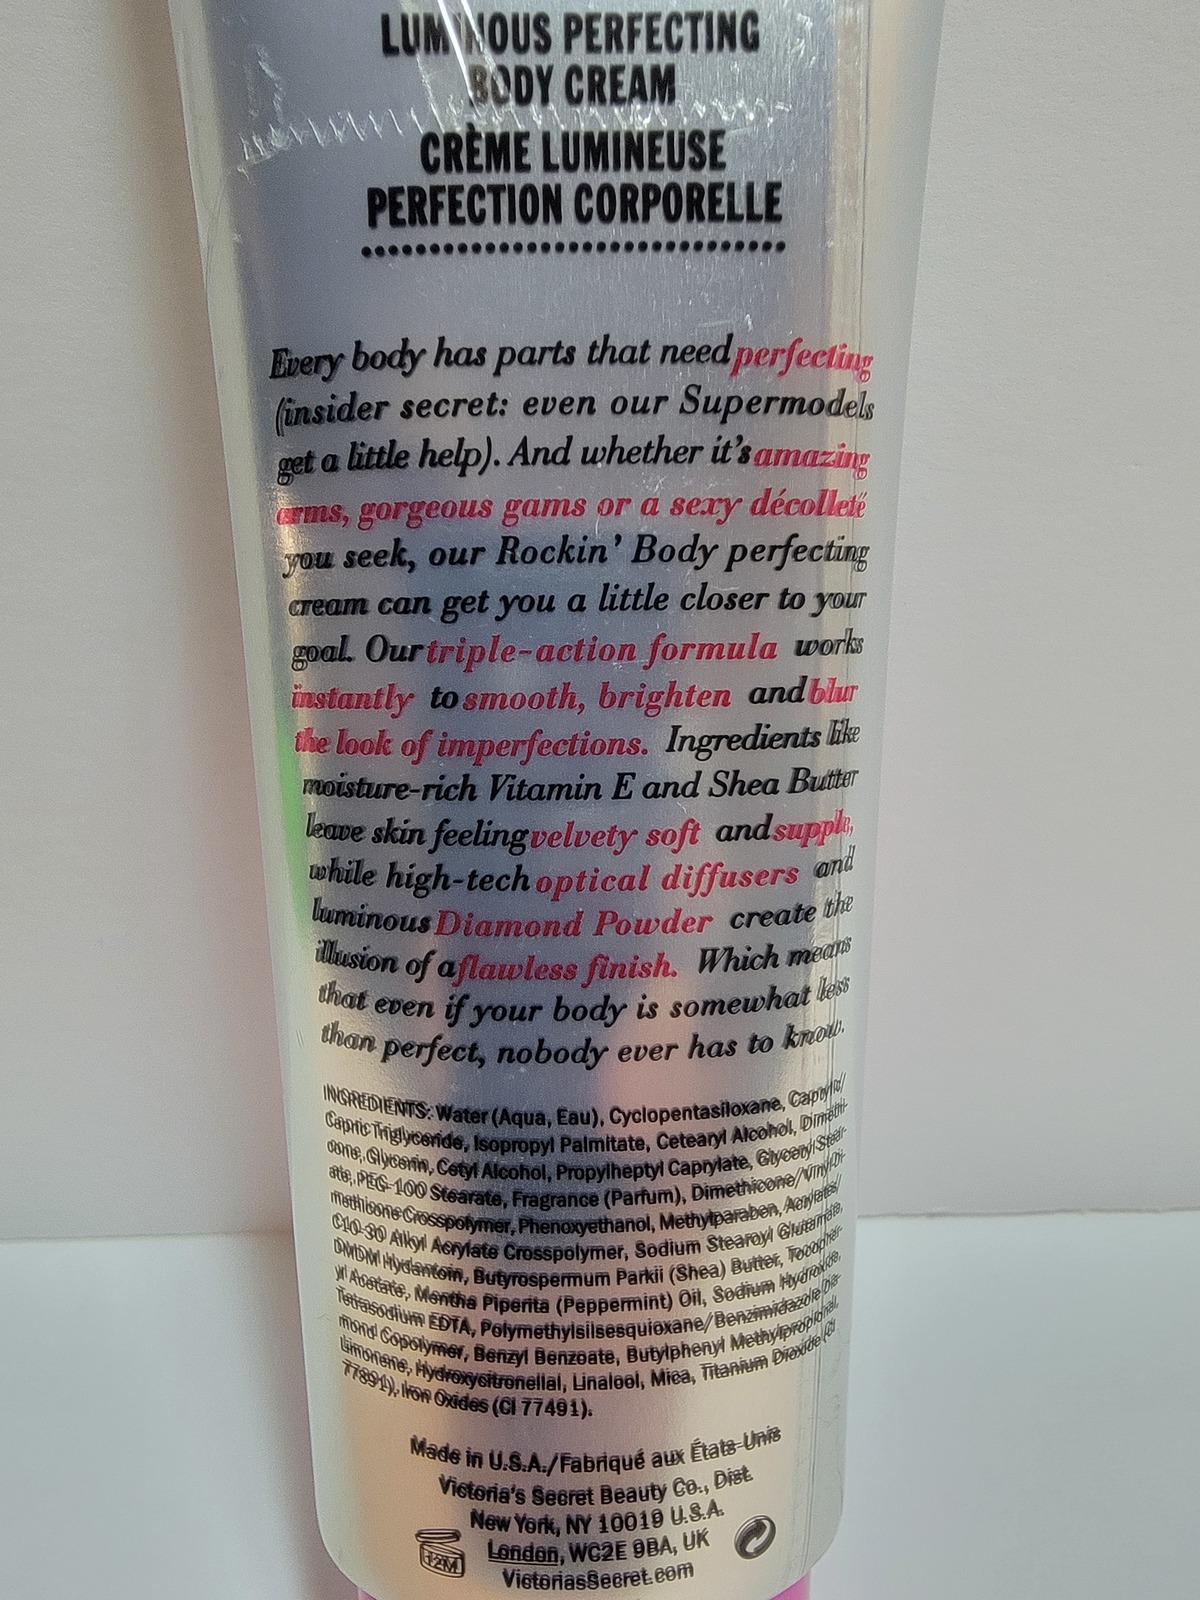 LUMINOUS PERFECTING
BODY CREAM
CRÈME LUMINEUSE
PERFECTION CORPORELLE
Every body has parts that need perfecting
(insider secret: even our Supermodels
get a little help). And whether it's amazing
arms, gorgeous gams or a sexy décolleté
you seek, our Rockin' Body perfecting
cream can get you a little closer to your
goal. Our triple-action formula works
instantly to smooth, brighten and blur
the look of imperfections. Ingredients like
moisture-rich Vitamin E and Shea Butter
leave skin feeling velvety soft and supple,
while high-tech optical diffusers and
luminous Diamond Powder create the
illusion of a flawless finish. Which means
that even if your body is somewhat less
than perfect, nobody ever has to know.
INGREDIENTS: Water (Aqua, Eau), Cyclopentasiloxane, Caprylic/
Capric Triglyceride, Isopropyl Palmitate, Cetearyl Alcohol, Dimethi-
cone, Glycerin, Cetyl Alcohol, Propylheptyl Caprylate, Glyceryl Stear-
ate, PEG-100 Stearate, Fragrance (Parfum), Dimethicone/Vinyl Di-
methicone Crosspolymer, Phenoxyethanol, Methylparaben, Acrylates/
C10-30 Alkyl Acrylate Crosspolymer, Sodium Stearoyl Glutamate,
DMDM Hydantoin, Butyrospermum Parkii (Shea) Butter, Tocopher-
yl Acetate, Mentha Piperita (Peppermint) Oil, Sodium Hydroxide,
Tetrasodium EDTA, Polymethylsilsesquioxane/Benzimidazole Dia-
mond Copolymer, Benzyl Benzoate, Butylphenyl Methylpropional,
Limonene, Hydroxycitronellal, Linalool, Mica, Titanium Dioxide (CI
77891), Iron Oxides (CI 77491).
Made in U.S.A./Fabriqué aux États-Unis
Victoria's Secret Beauty Co., Dist.
New York, NY 10019 U.S.A.
London, WC2E 9BA, UK
12M
VictoriasSecret.com